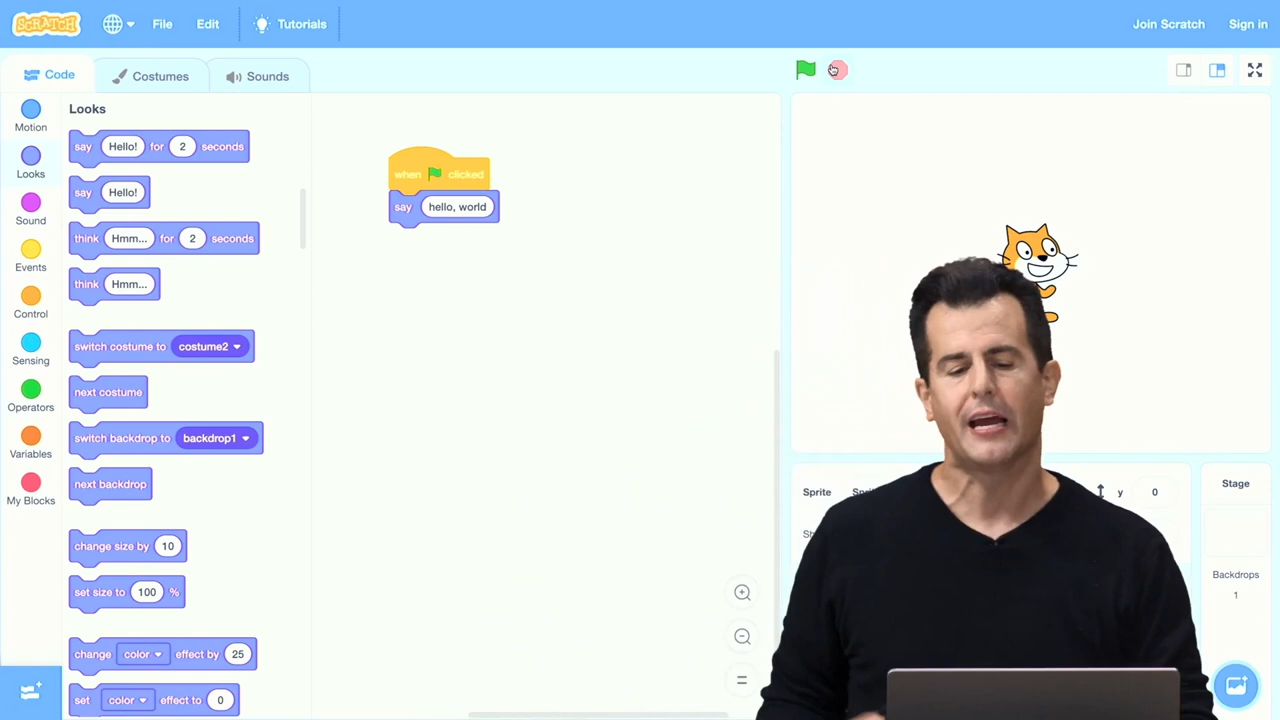 SCRATCH
File
Edit
Tutorials
Join Scratch
Sign in
Code
Costumes
Sounds
Motion
Looks
Sound
Events
Control
Sensing
Operators
Variables
My Blocks
Looks
say Hello! for 2 seconds
say Hello!
think Hmm... for 2 seconds
think Hmm...
switch costume to costume2
next costume
switch backdrop to backdrop1
next backdrop
change size by 10
set size to 100 %
change color effect by 25
set color effect to 0
when clicked
say hello, world
Sprite
y 0
Stage
Backdrops
1